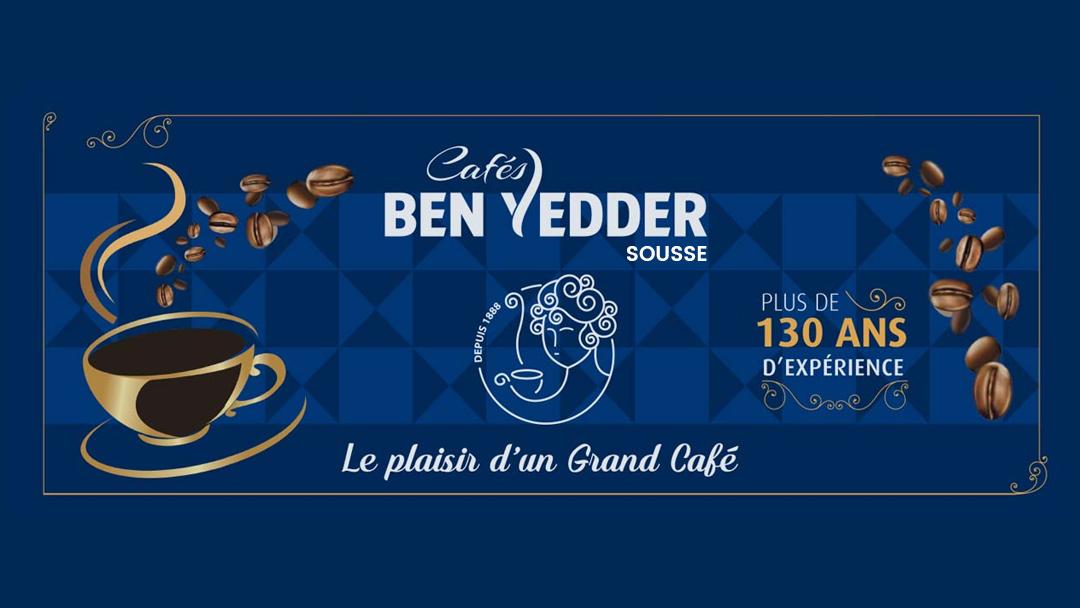 Cafés
BEN YEDDER
SOUSSE
DEPUIS 1888
PLUS DE
130 ANS
D'EXPÉRIENCE
Le plaisir d'un Grand Café